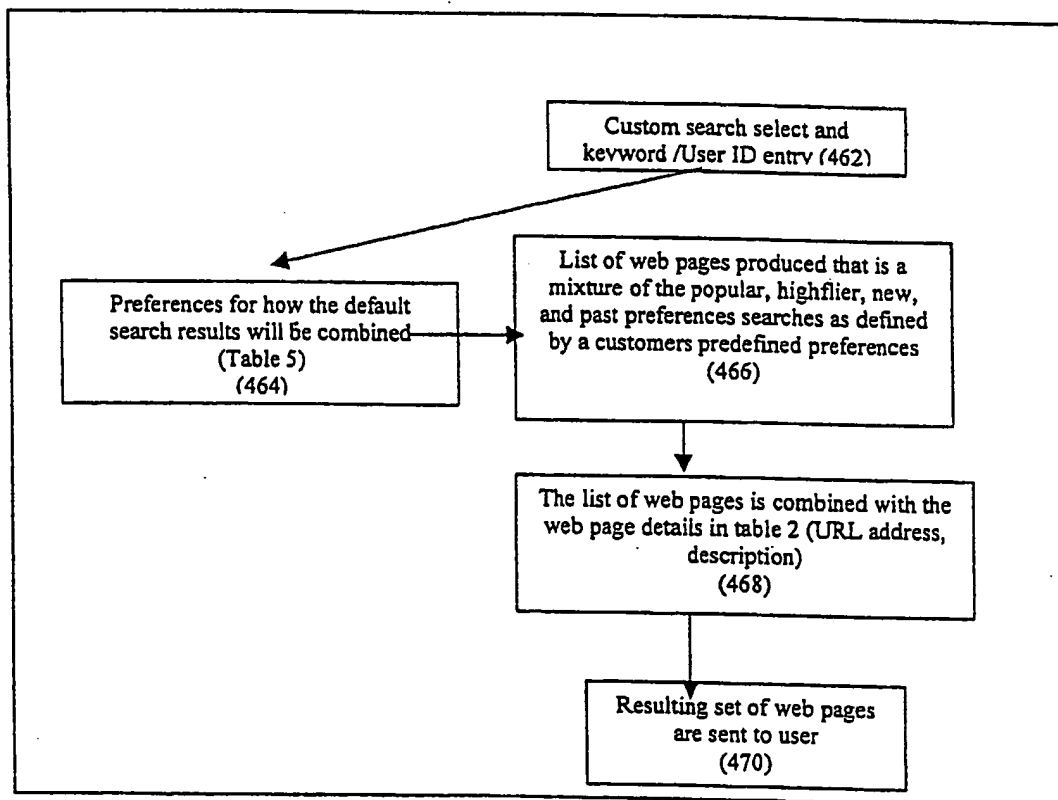 Custom search select and
keyword /User ID entry (462)
Preferences for how the default
search results will be combined
(Table 5)
(464)
List of web pages produced that is a
mixture of the popular, highflier, new,
and past preferences searches as defined
by a customers predefined preferences
(466)
The list of web pages is combined with the
web page details in table 2 (URL address,
description)
(468)
Resulting set of web pages
are sent to user
(470)